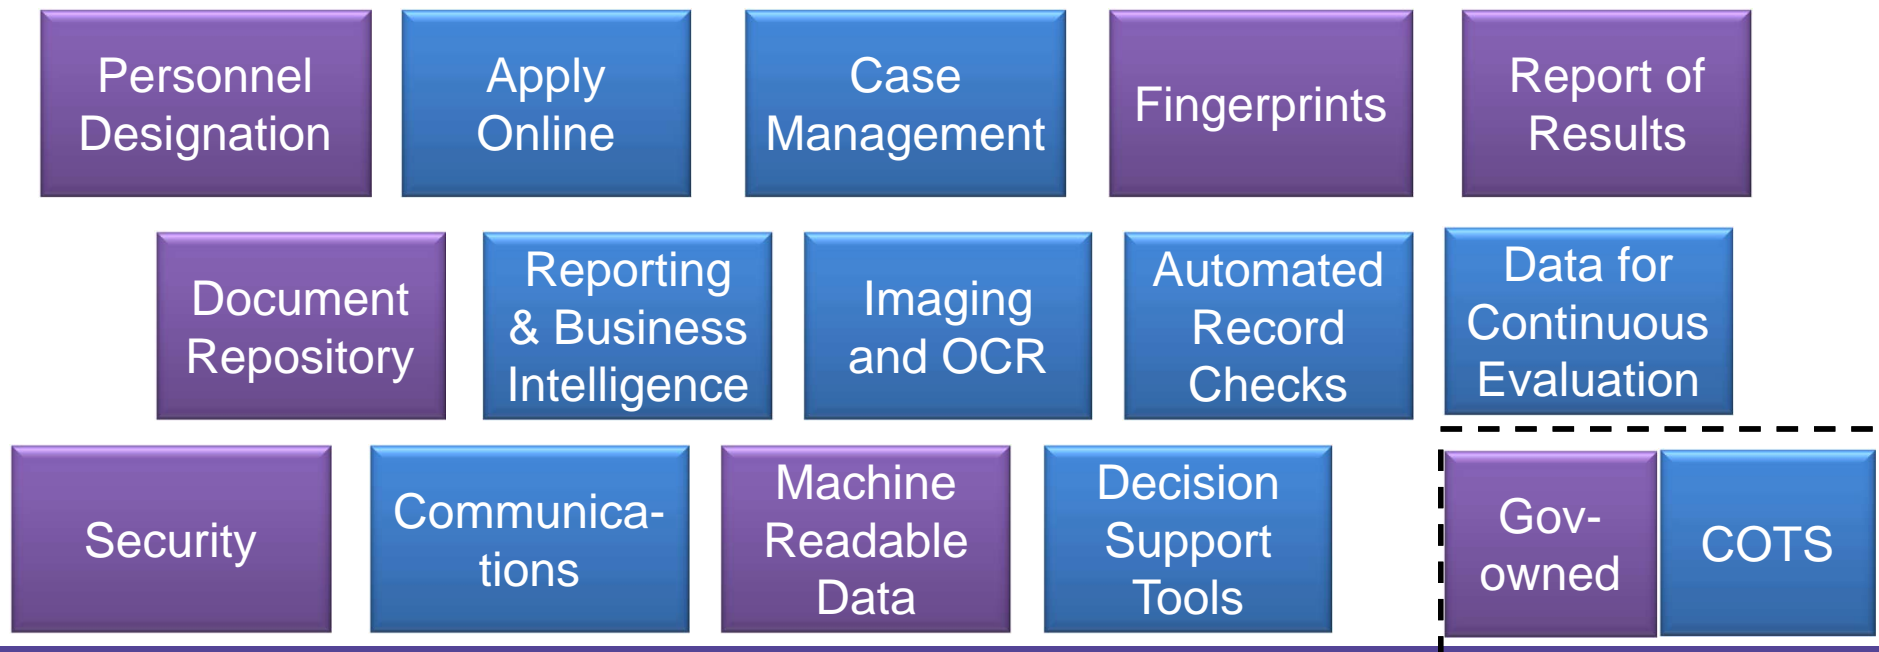 Personnel
Designation
Apply
Online
Case
Management
Fingerprints
Report of
Results
Document
Repository
Reporting
& Business
Intelligence
Imaging
and OCR
Automated
Record
Checks
Data for
Continuous
Evaluation
Security
Communica-
tions
Machine
Readable
Data
Decision
Support
Tools
Gov-
owned
COTS